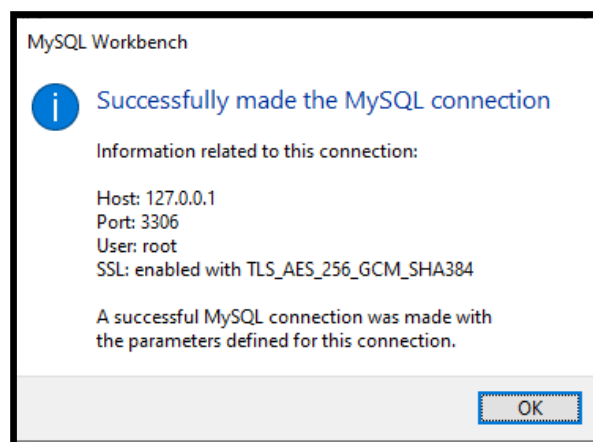 MySQL Workbench
Successfully made the MySQL connection
Information related to this connection:
Host: 127.0.0.1
Port: 3306
User: root
SSL: enabled with TLS_AES_256_GCM_SHA384
A successful MySQL connection was made with
the parameters defined for this connection.
OK